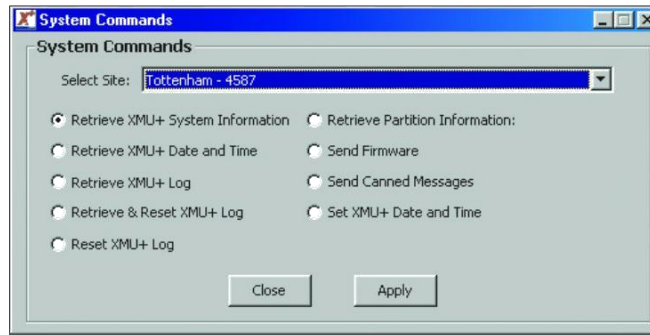 System Commands
System Commands
Select Site: Tottenham - 4587
Retrieve XMU+ System Information
Retrieve Partition Information:
Retrieve XMU+ Date and Time
Send Firmware
Retrieve XMU+ Log
Send Canned Messages
Retrieve & Reset XMU+ Log
Set XMU+ Date and Time
Reset XMU+ Log
Close
Apply